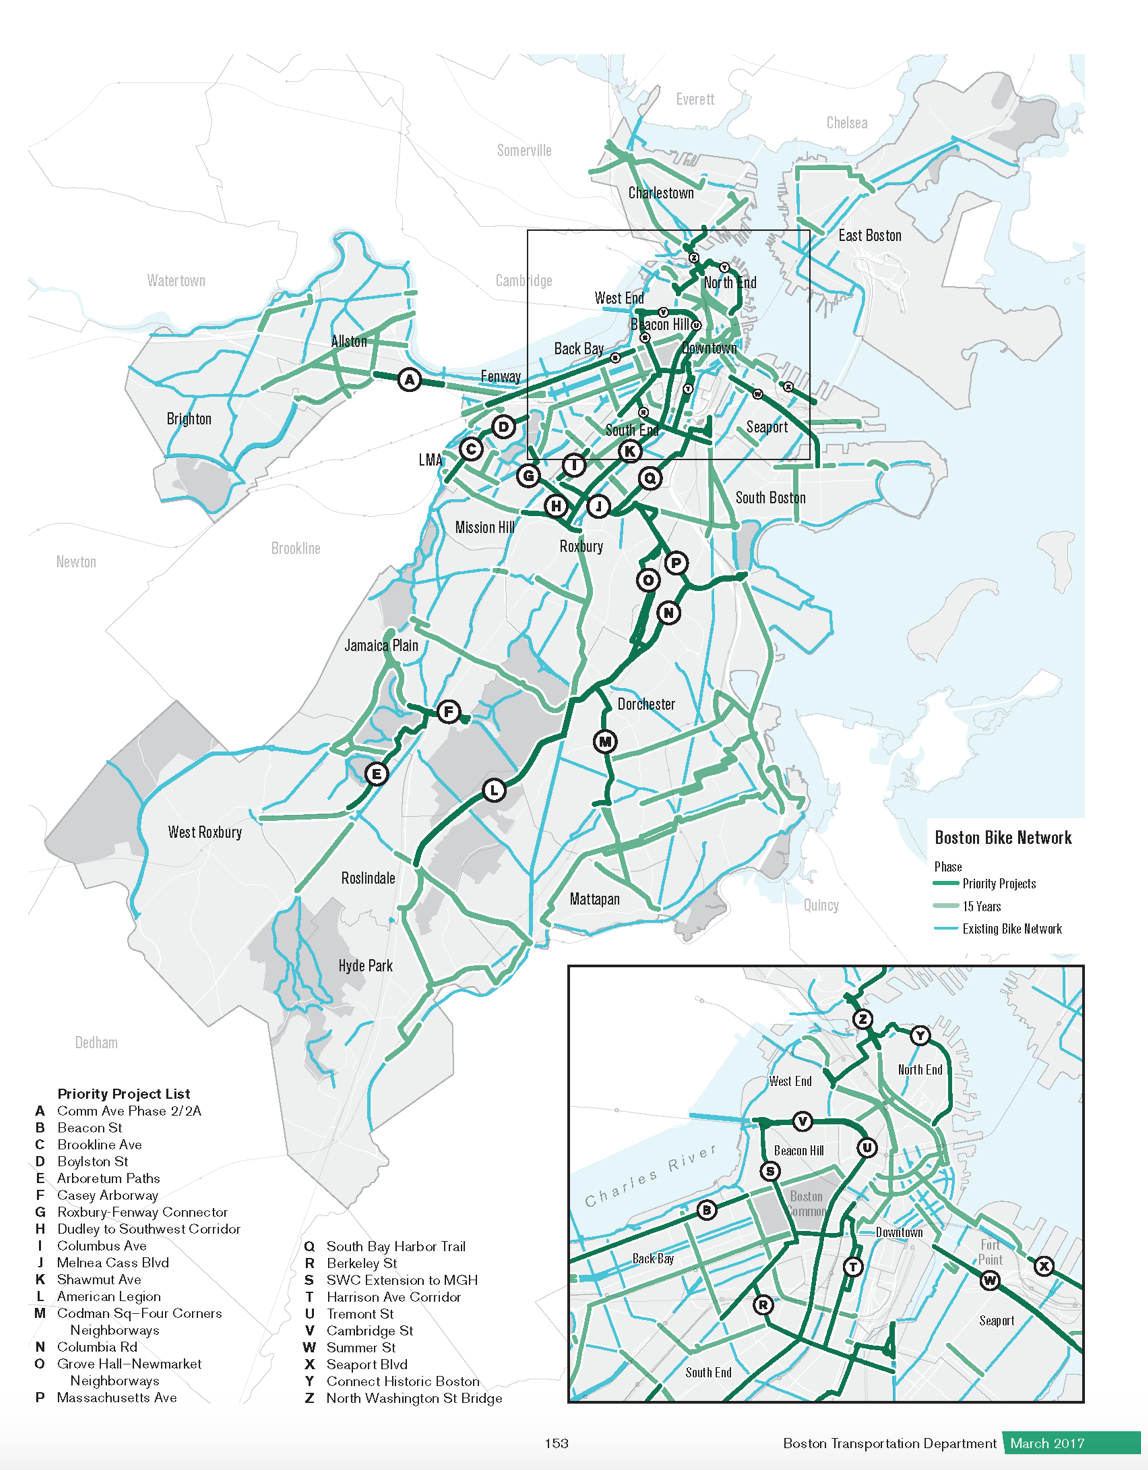 Everett
Chelsea
Somerville
Charlestown
East Boston
Watertown
Cambridge
Z
Y
North End
West End
V
Beacon Hill
U
S
Allston
Back Bay
Downtown
B
A
Fenway
T
X
W
Brighton
R
D
South End
Seaport
C
K
LMA
I
G
Q
South Boston
H
J
Mission Hill
Roxbury
Brookline
Newton
P
O
N
Jamaica Plain
F
Dorchester
M
E
L
West Roxbury
Roslindale
Mattapan
Quincy
Hyde Park
Dedham
Boston Bike Network
Phase
Priority Projects
15 Years
Existing Bike Network
Z
Y
West End
North End
V
Beacon Hill
U
Charles River
S
Boston
Common
B
Downtown
Back Bay
Fort
Point
T
X
W
R
Seaport
South End
Priority Project List
A Comm Ave Phase 2/2A
B Beacon St
C Brookline Ave
D Boylston St
E Arboretum Paths
F Casey Arborway
G Roxbury-Fenway Connector
H Dudley to Southwest Corridor
I Columbus Ave
J Melnea Cass Blvd
K Shawmut Ave
L American Legion
M Codman Sq–Four Corners
Neighborways
N Columbia Rd
O Grove Hall–Newmarket
Neighborways
P Massachusetts Ave
Q South Bay Harbor Trail
R Berkeley St
S SWC Extension to MGH
T Harrison Ave Corridor
U Tremont St
V Cambridge St
W Summer St
X Seaport Blvd
Y Connect Historic Boston
Z North Washington St Bridge
153
Boston Transportation Department March 2017